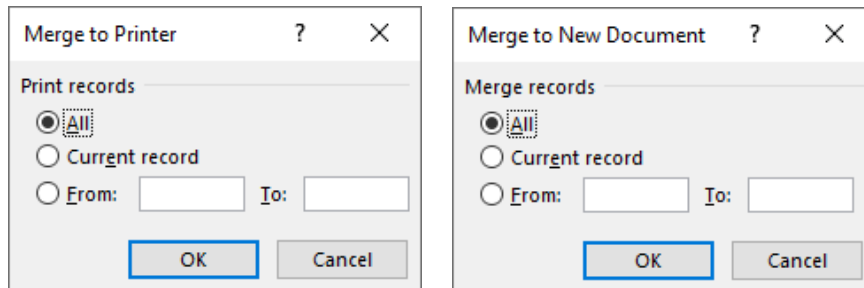 Merge to Printer ?
Print records
All
Current record
From: To:
OK Cancel
Merge to New Document ?
Merge records
All
Current record
From: To:
OK Cancel